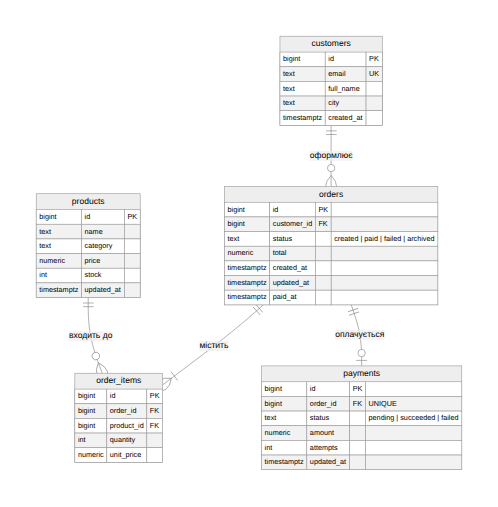 customers
bigint id PK
text email UK
text full_name
text city
timestamptz created_at
оформлює
products
bigint id PK
text name
text category
numeric price
int stock
timestamptz updated_at
orders
bigint id PK
bigint customer_id FK
text status created | paid | failed | archived
numeric total
timestamptz created_at
timestamptz updated_at
timestamptz paid_at
входить до
містить
оплачується
order_items
bigint id PK
bigint order_id FK
bigint product_id FK
int quantity
numeric unit_price
payments
bigint id PK
bigint order_id FK UNIQUE
text status pending | succeeded | failed
numeric amount
int attempts
timestamptz updated_at